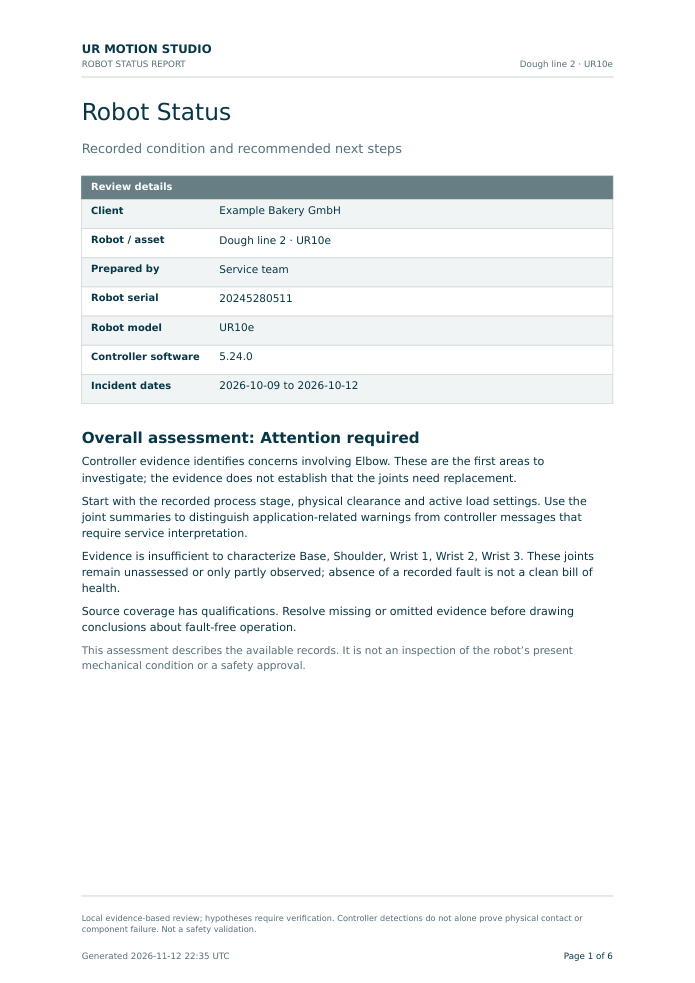 UR MOTION STUDIO
ROBOT STATUS REPORT
Dough line 2 · UR10e
Robot Status
Recorded condition and recommended next steps
Review details
Client Example Bakery GmbH
Robot / asset Dough line 2 · UR10e
Prepared by Service team
Robot serial 20245280511
Robot model UR10e
Controller software 5.24.0
Incident dates 2026-10-09 to 2026-10-12
Overall assessment: Attention required
Controller evidence identifies concerns involving Elbow. These are the first areas to
investigate; the evidence does not establish that the joints need replacement.
Start with the recorded process stage, physical clearance and active load settings. Use the
joint summaries to distinguish application-related warnings from controller messages that
require service interpretation.
Evidence is insufficient to characterize Base, Shoulder, Wrist 1, Wrist 2, Wrist 3. These joints
remain unassessed or only partly observed; absence of a recorded fault is not a clean bill of
health.
Source coverage has qualifications. Resolve missing or omitted evidence before drawing
conclusions about fault-free operation.
This assessment describes the available records. It is not an inspection of the robot’s present
mechanical condition or a safety approval.
Local evidence-based review; hypotheses require verification. Controller detections do not alone prove physical contact or
component failure. Not a safety validation.
Generated 2026-11-12 22:35 UTC
Page 1 of 6